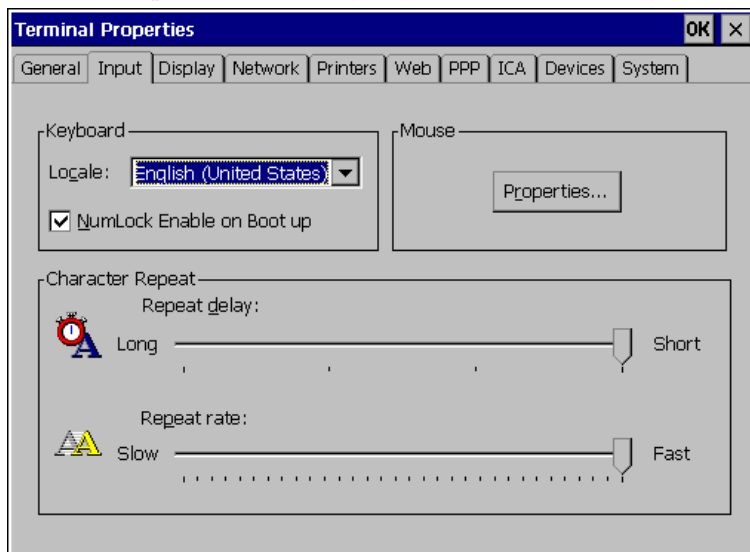 Terminal Properties OK ×
General Input Display Network Printers Web PPP ICA Devices System
Keyboard
Locale: English (United States)
NumLock Enable on Boot up
Mouse
Properties...
Character Repeat
Repeat delay:
Long Short
Repeat rate:
Slow Fast